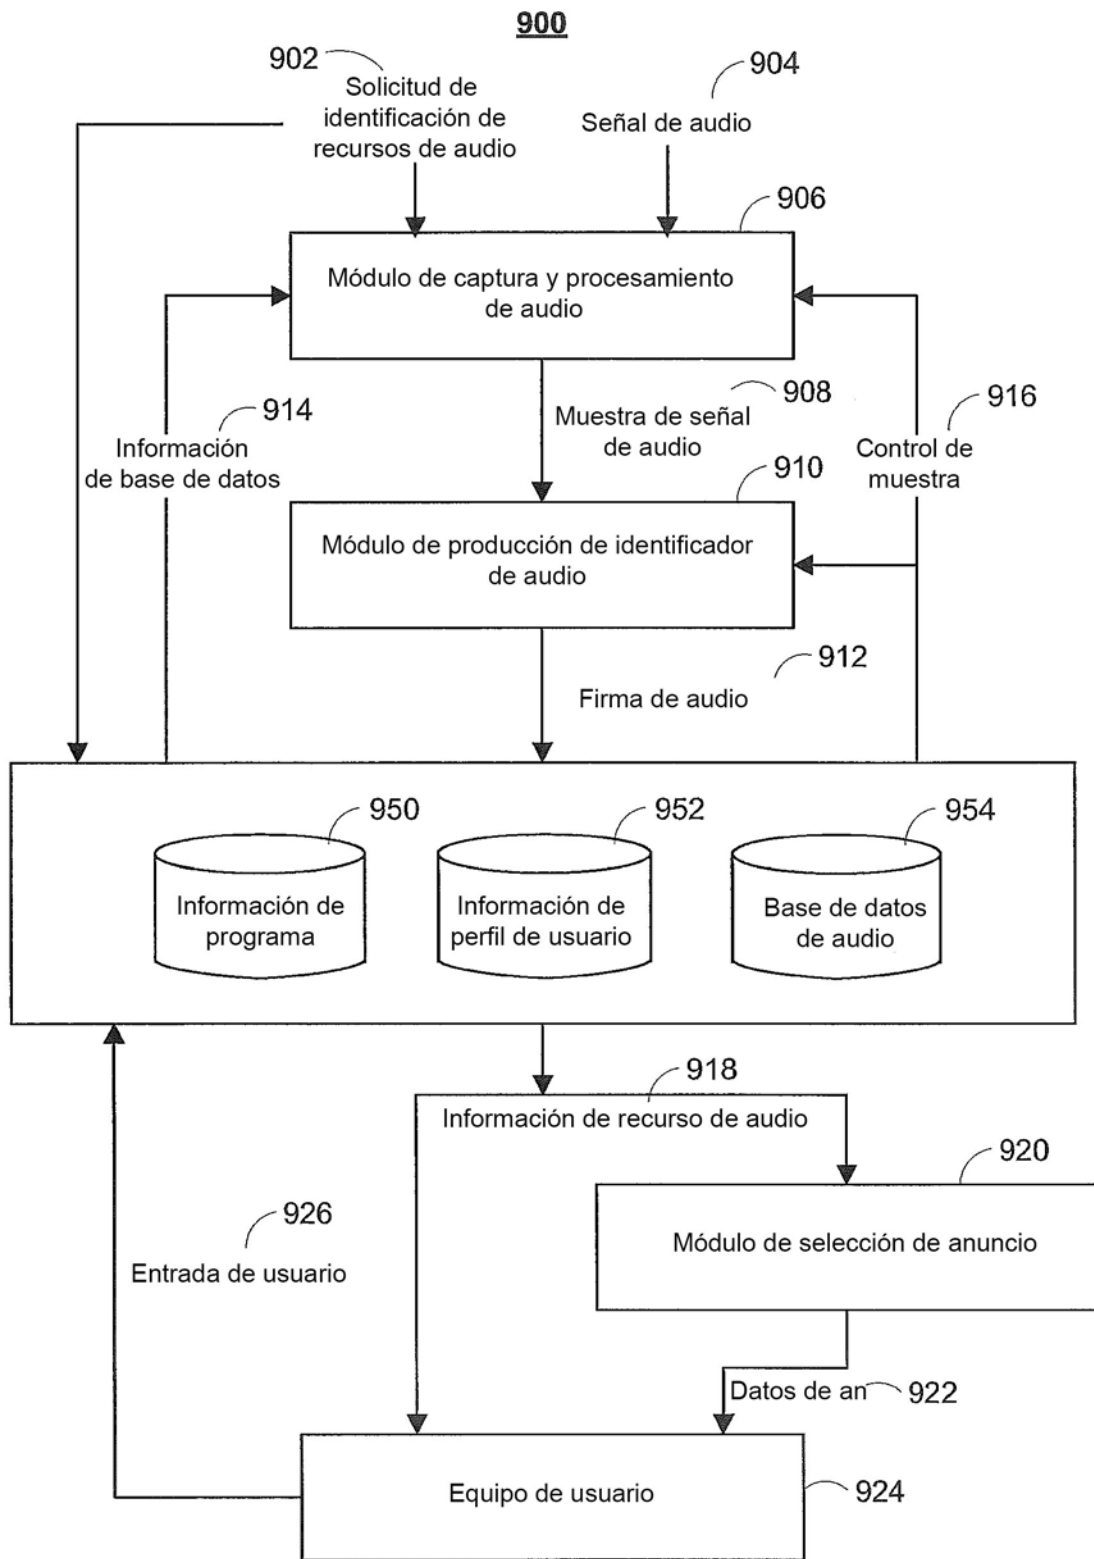 900
902
Solicitud de
identificación de
recursos de audio
904
Señal de audio
906
Módulo de captura y procesamiento
de audio
914
Información
de base de datos
908
Muestra de señal
de audio
916
Control de
muestra
910
Módulo de producción de identificador
de audio
912
Firma de audio
950
Información de
programa
952
Información de
perfil de usuario
954
Base de datos
de audio
918
Información de recurso de audio
920
Módulo de selección de anuncio
926
Entrada de usuario
Datos de an
922
Equipo de usuario
924